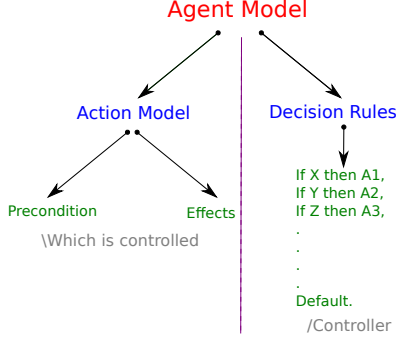 Agent Model
Action Model
Decision Rules
Precondition
Effects
\Which is controlled
If X then A1,
If Y then A2,
If Z then A3,
.
.
.
.
Default.
/Controller